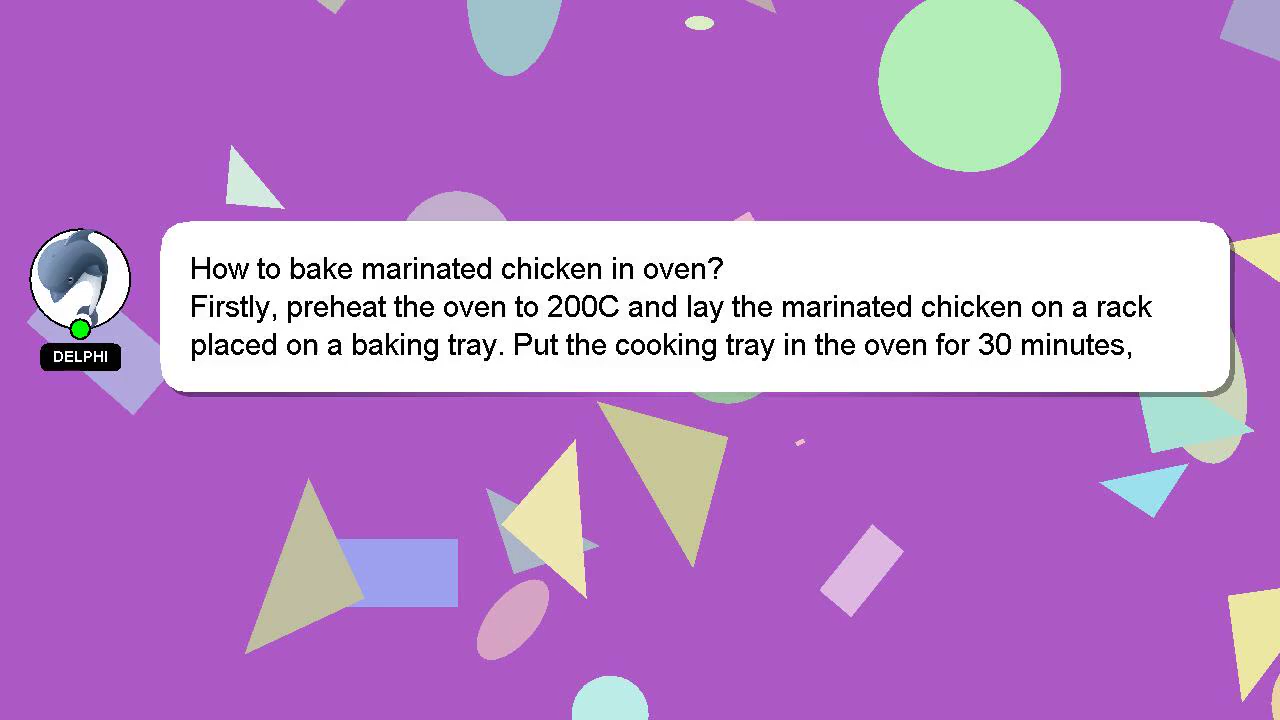 How to bake marinated chicken in oven?
Firstly, preheat the oven to 200C and lay the marinated chicken on a rack
placed on a baking tray. Put the cooking tray in the oven for 30 minutes,
DELPHI